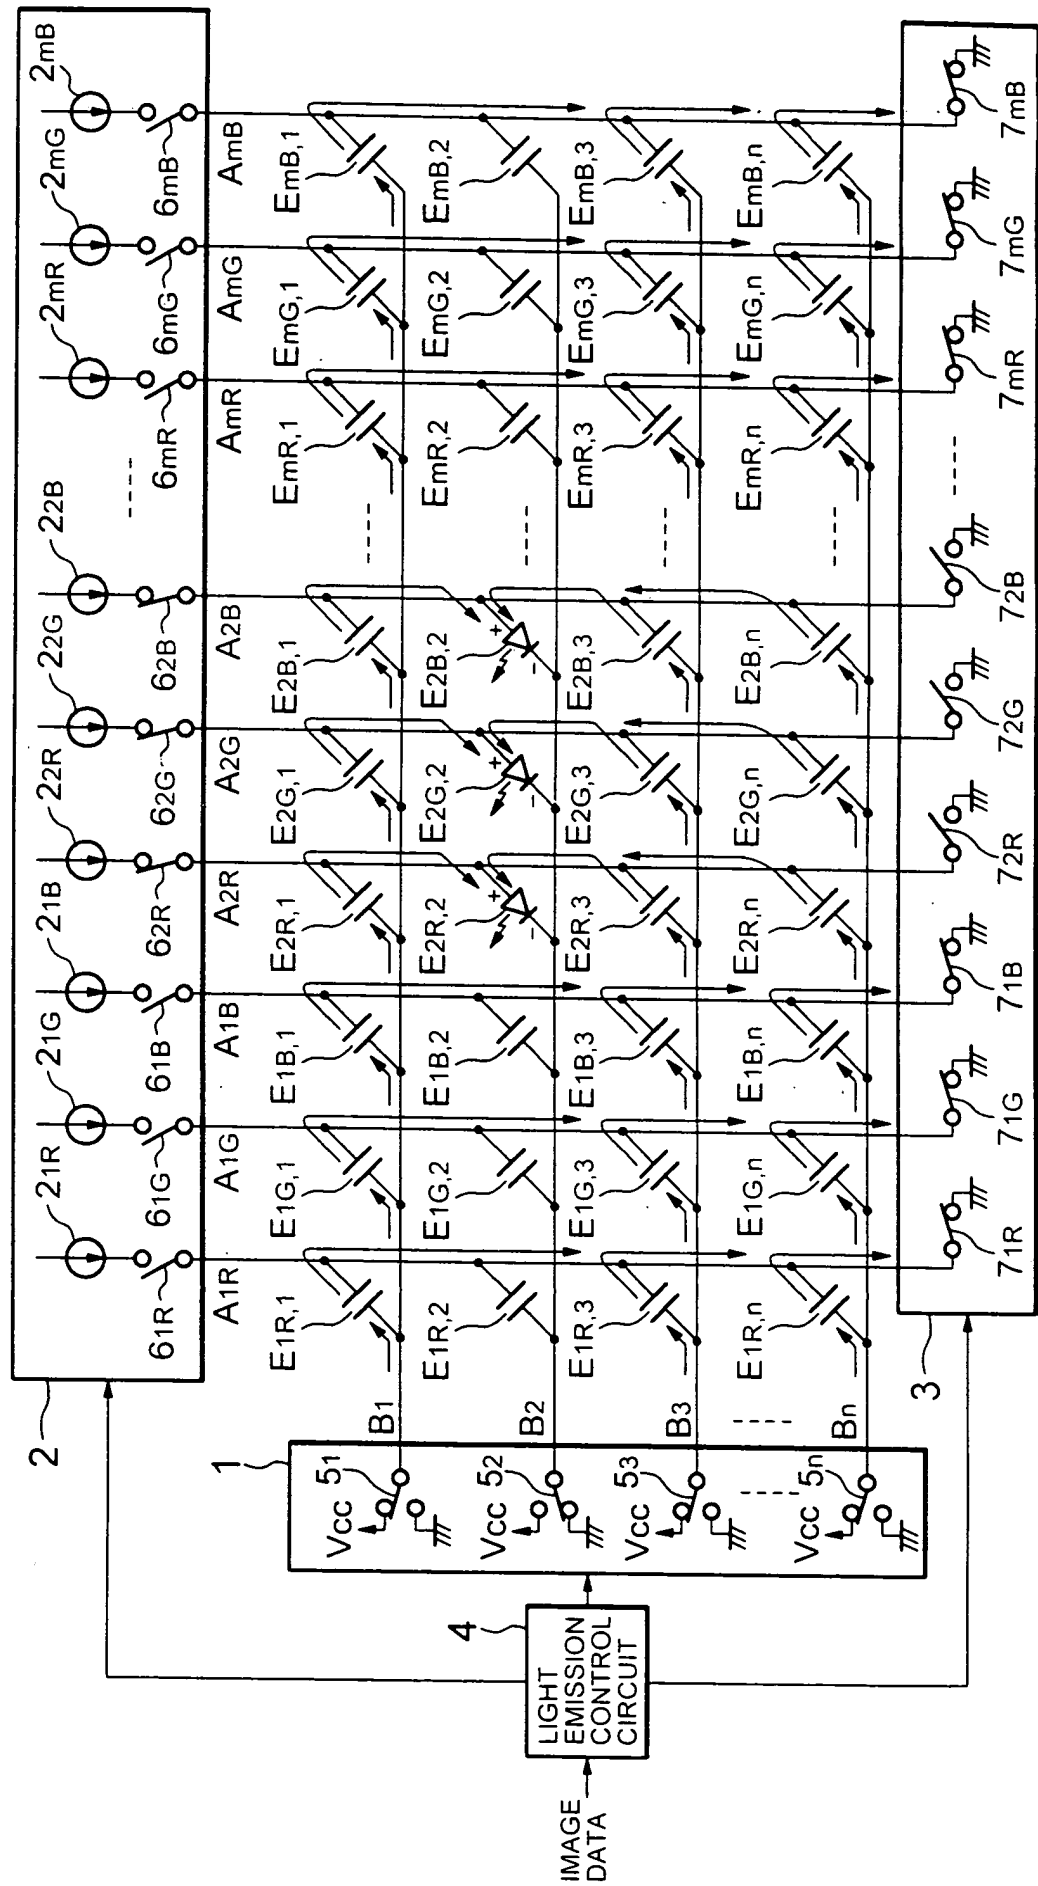 2
21R
21G
21B
22R
22G
22B
2mR
2mG
2mB
61R
61G
61B
62R
62G
62B
6mR
6mG
6mB
A1R
A1G
A1B
A2R
A2G
A2B
AmR
AmG
AmB
1
Vcc
51
B1
E1R,1
E1G,1
E1B,1
E2R,1
E2G,1
E2B,1
EmR,1
EmG,1
EmB,1
Vcc
52
B2
E1R,2
E1G,2
E1B,2
E2R,2
+
-
E2G,2
+
-
E2B,2
+
-
EmR,2
EmG,2
EmB,2
Vcc
53
B3
E1R,3
E1G,3
E1B,3
E2R,3
E2G,3
E2B,3
EmR,3
EmG,3
EmB,3
Vcc
5n
Bn
E1R,n
E1G,n
E1B,n
E2R,n
E2G,n
E2B,n
EmR,n
EmG,n
EmB,n
3
71R
71G
71B
72R
72G
72B
7mR
7mG
7mB
4
LIGHT
EMISSION
CONTROL
CIRCUIT
IMAGE
DATA